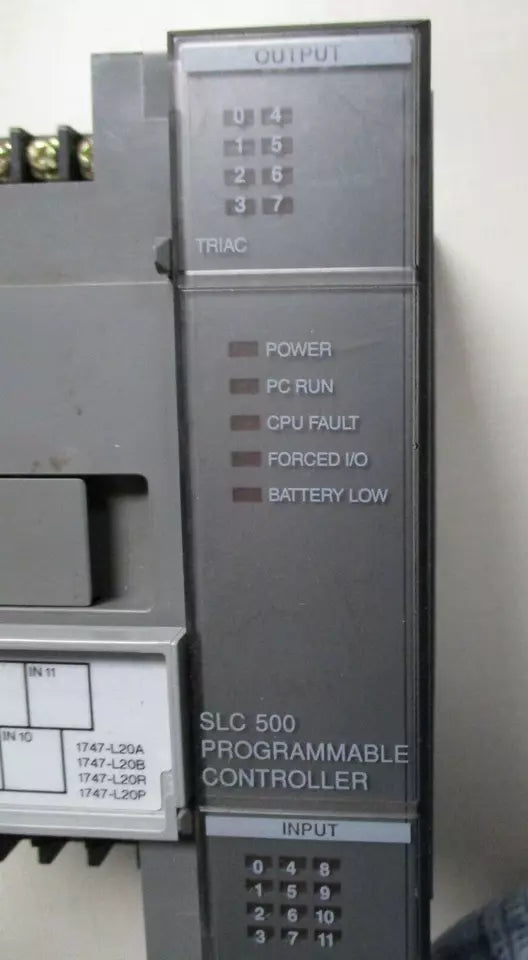 OUTPUT
0 4
1 5
2 6
3 7
TRIAC
POWER
PC RUN
CPU FAULT
FORCED I/O
BATTERY LOW
SLC 500
PROGRAMMABLE
CONTROLLER
IN 11
IN 10
1747-L20A
1747-L20B
1747-L20R
1747-L20P
INPUT
0 4 8
1 5 9
2 6 10
3 7 11